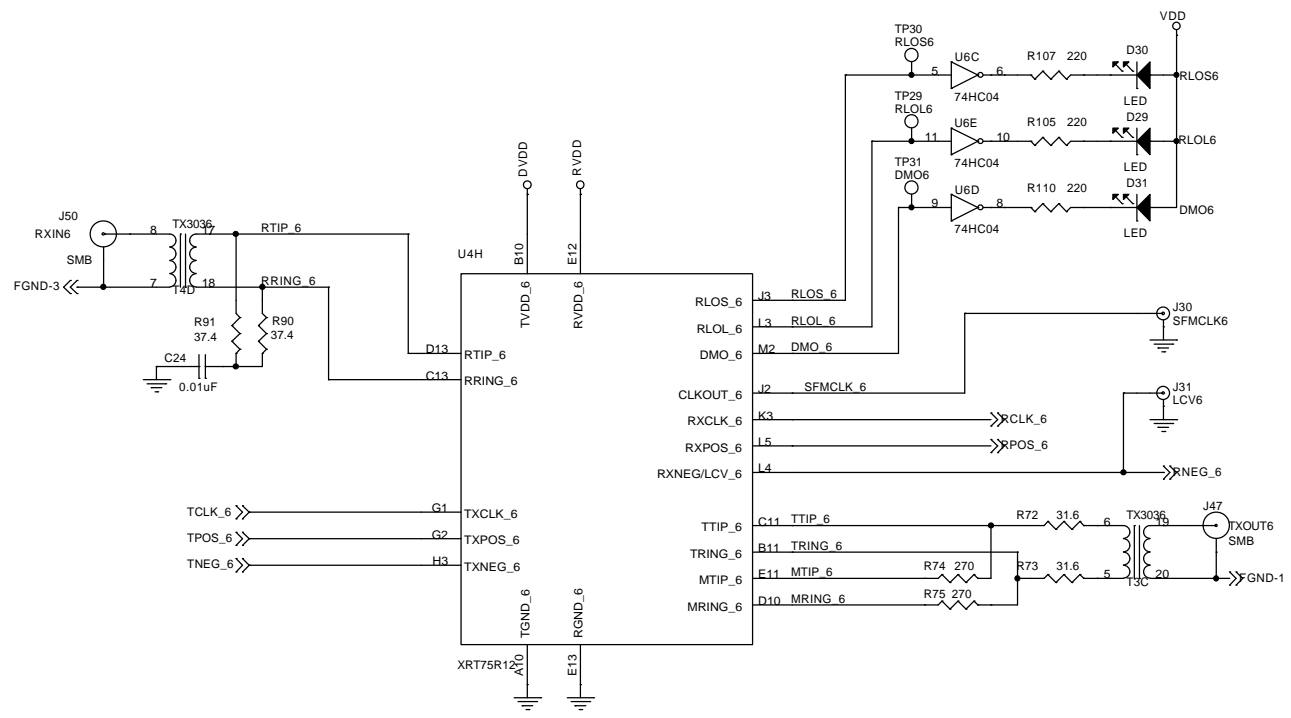 VDD
TP30
RLOS6
U6C
R107 220
D30
5
6
74HC04
LED
RLOS6
TP29
RLOL6
U6E
R105 220
D29
11
10
74HC04
LED
RLOL6
TP31
DMO6
U6D
R110 220
D31
9
8
74HC04
LED
DMO6
DVDD
RVDD
J50
RXIN6
SMB
FGND-3
8
TX3036
17
7
18
T4D
RTIP_6
RRING_6
R91
37.4
R90
37.4
C24
0.01uF
U4H
B10
E12
TVDD_6
RVDD_6
D13
RTIP_6
C13
RRING_6
RLOS_6
J3
RLOS_6
RLOL_6
L3
RLOL_6
DMO_6
M2
DMO_6
CLKOUT_6
J2
SFMCLK_6
J30
SFMCLK6
RXCLK_6
K3
RCLK_6
RXPOS_6
L5
RPOS_6
RXNEG/LCV_6
L4
RNEG_6
J31
LCV6
TCLK_6
G1
TXCLK_6
TPOS_6
G2
TXPOS_6
TNEG_6
H3
TXNEG_6
TTIP_6
C11
TTIP_6
TRING_6
B11
TRING_6
MTIP_6
E11
MTIP_6
MRING_6
D10
MRING_6
R72 31.6
R73 31.6
R74 270
R75 270
6
TX3036
19
5
20
T3C
J47
TXOUT6
SMB
FGND-1
TGND_6
RGND_6
XRT75R12
A10
E13